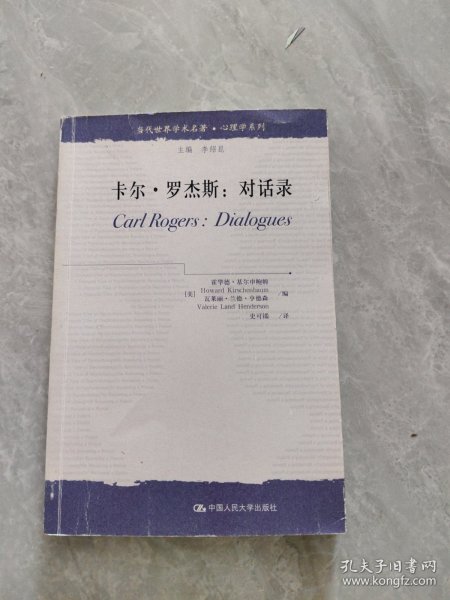 当代世界学术名著·心理学系列
主编 李绍昆
卡尔·罗杰斯：对话录
Carl Rogers: Dialogues
霍华德·基尔申鲍姆
[美] Howard Kirschenbaum /编
瓦莱丽·兰德·亨德森
Valerie Land Henderson
史可鉴 /译
中国人民大学出版社
孔夫子旧书网
www.kongfz.com